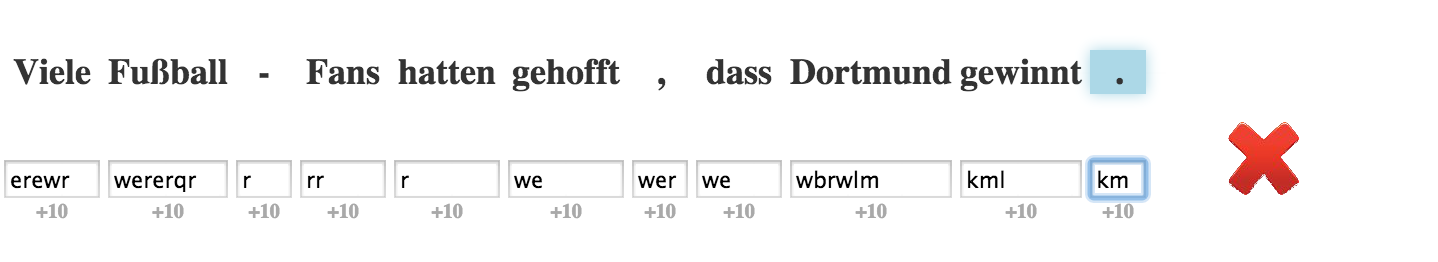 Viele Fußball - Fans hatten gehofft , dass Dortmund gewinnt .
erewr wererqr r rr r we wer we wbrwlm kml km
+10 +10 +10 +10 +10 +10 +10 +10 +10 +10 +10